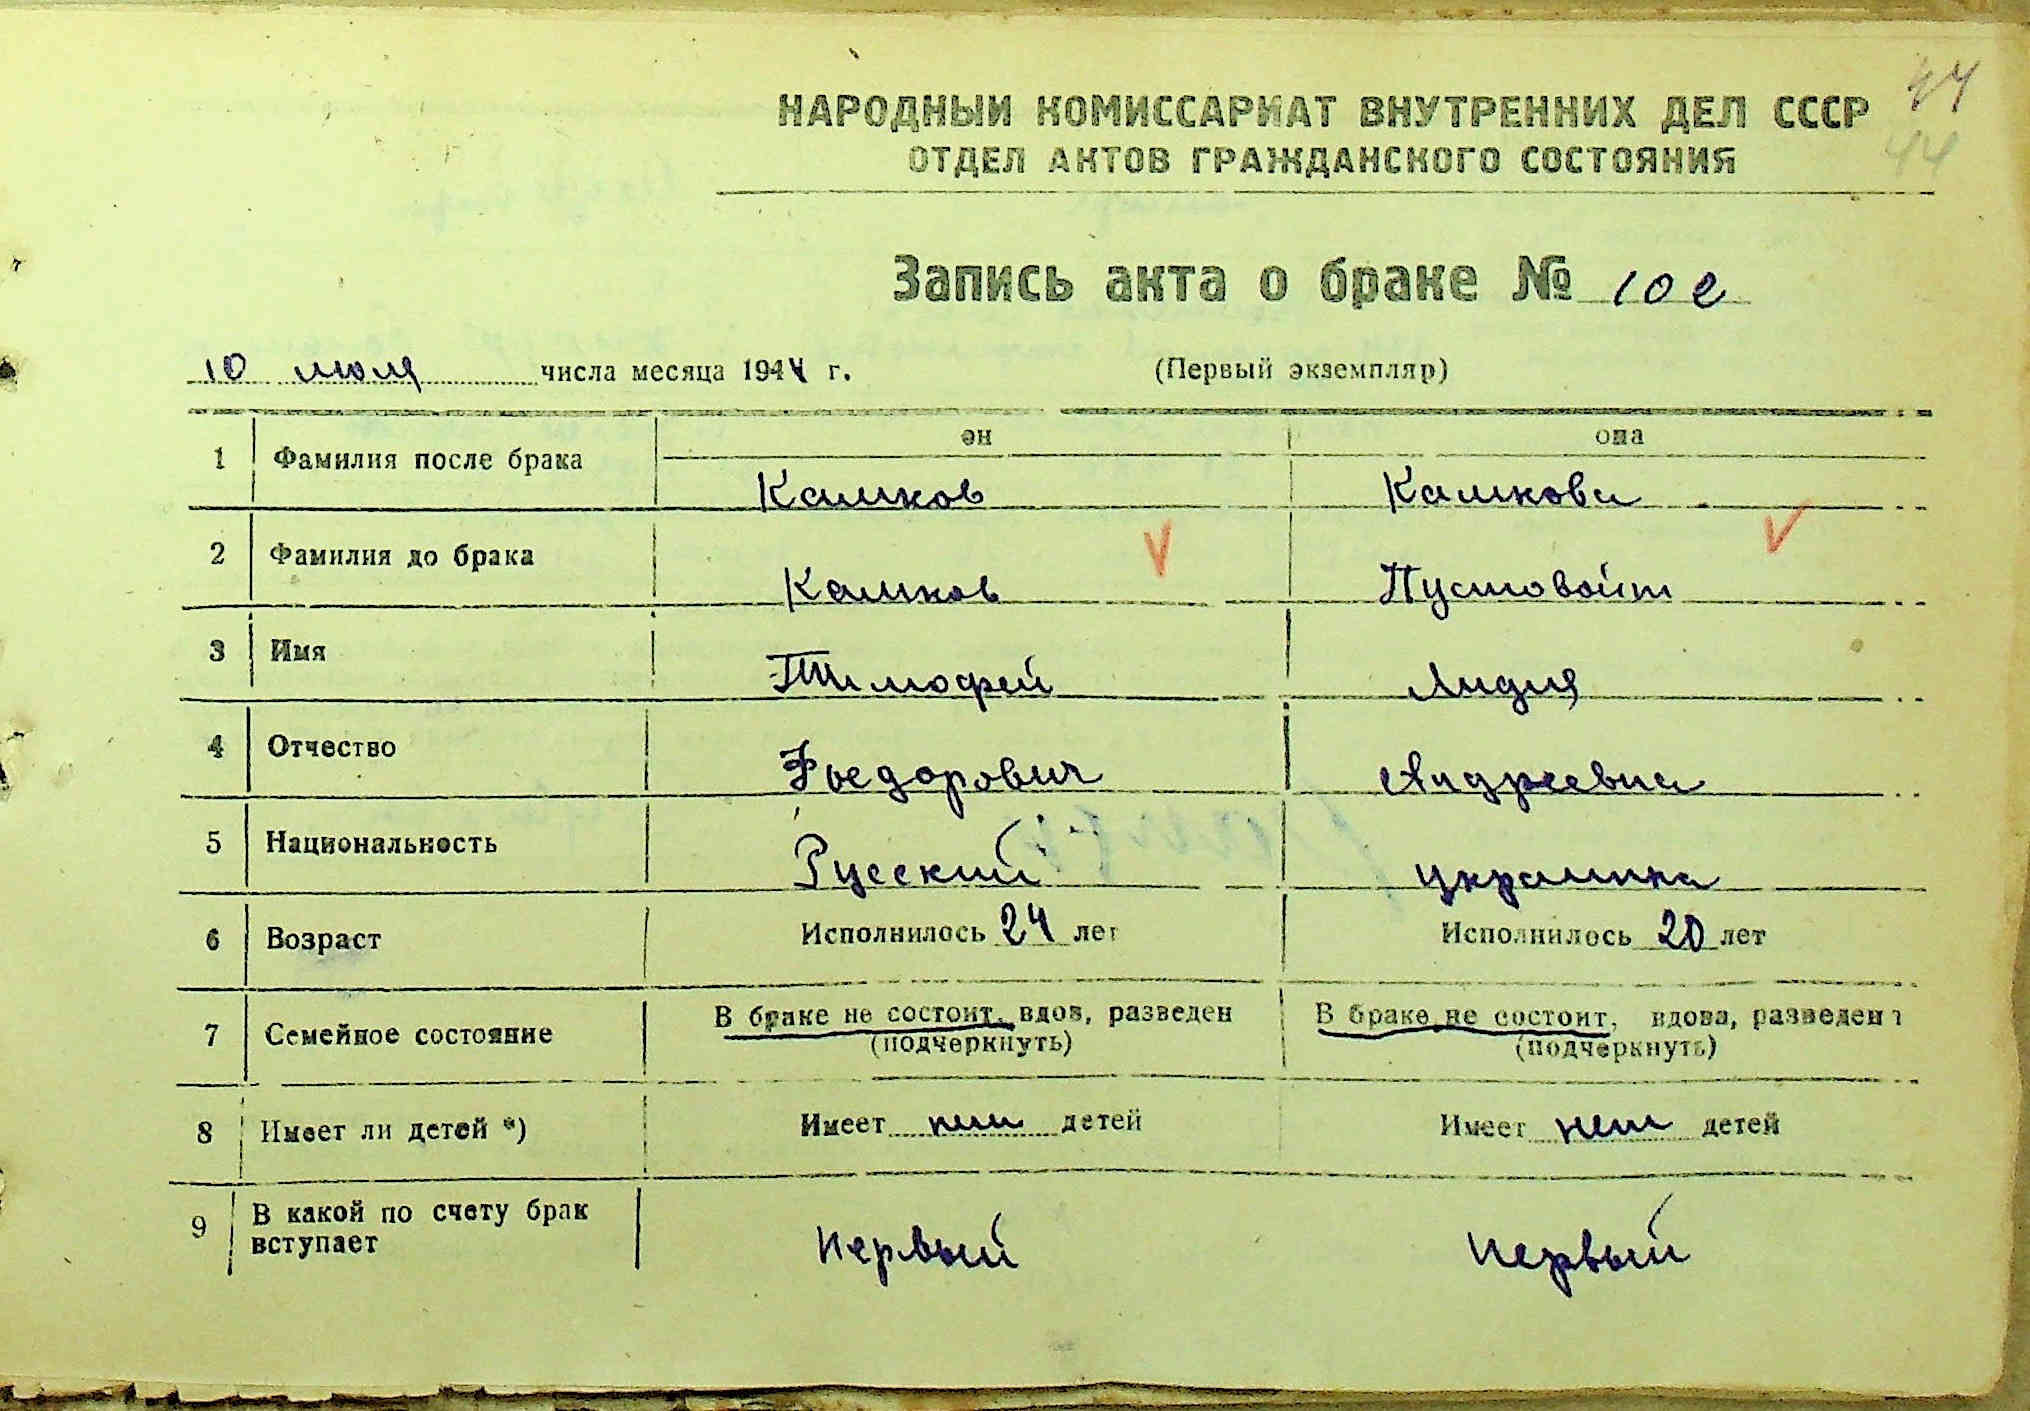 44
НАРОДНЫЙ КОМИССАРИАТ ВНУТРЕННИХ ДЕЛ СССР
ОТДЕЛ АКТОВ ГРАЖДАНСКОГО СОСТОЯНИЯ
44
Запись акта о браке № 102
10 июля числа месяца 1944 г. (Первый экземпляр)
он она
1 Фамилия после брака Камков Камкова
2 Фамилия до брака Камков Пустовойт
3 Имя Тимофей Лидия
4 Отчество Фьедорович Андреевна
5 Национальность Русский украинка
6 Возраст Исполнилось 24 лет Исполнилось 20 лет
7 Семейное состояние В браке не состоит, вдов, разведен В браке не состоит, вдова, разведена
(подчеркнуть) (подчеркнуть)
8 Имеет ли детей *) Имеет нет детей Имеет нет детей
9 В какой по счету брак вступает первый первый